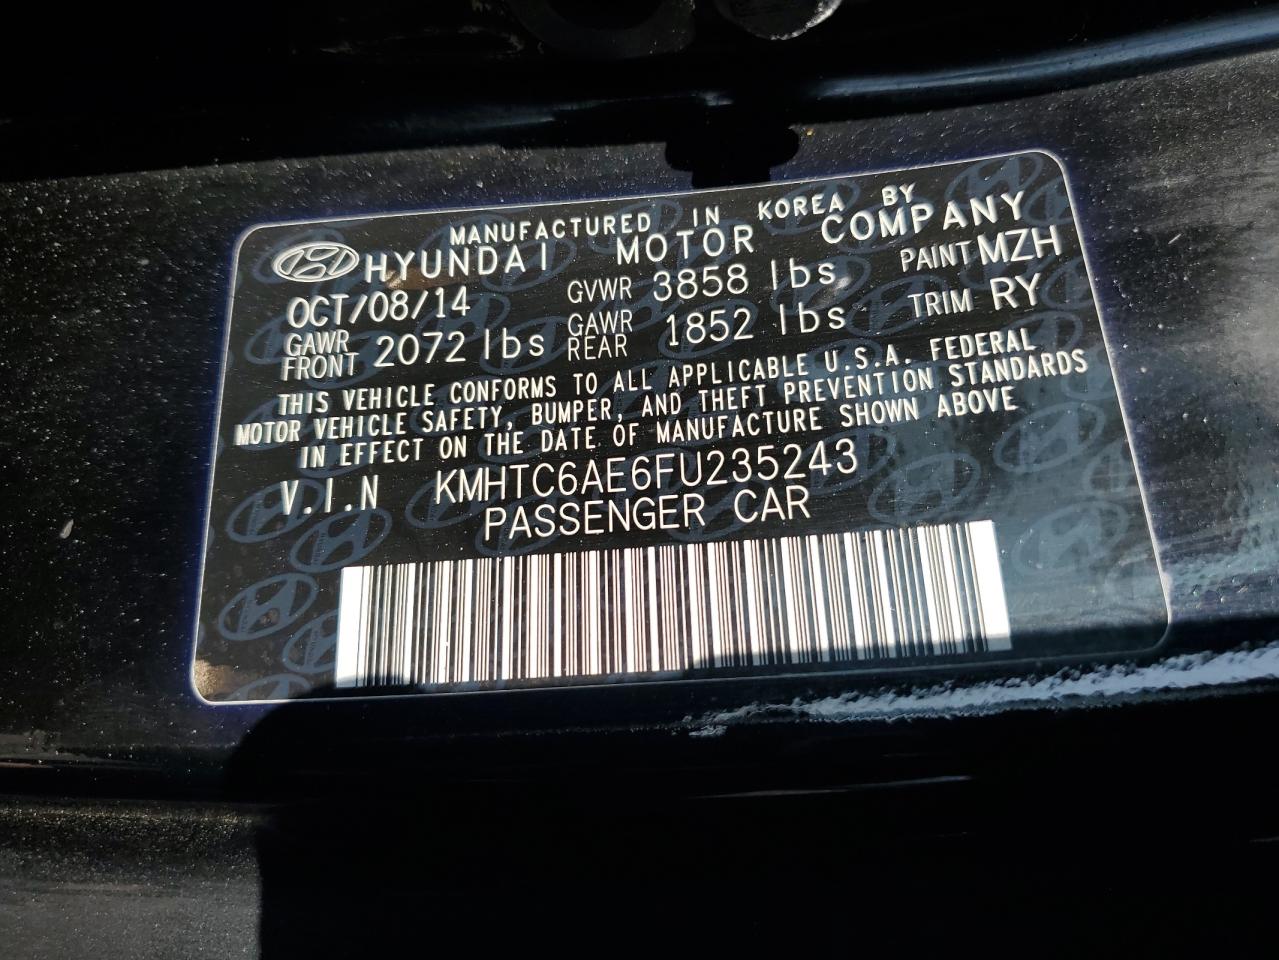 MANUFACTURED IN KOREA BY
HYUNDAI MOTOR COMPANY
OCT/08/14 GVWR 3858 lbs PAINT MZH
GAWR FRONT 2072 lbs GAWR REAR 1852 lbs TRIM RY
THIS VEHICLE CONFORMS TO ALL APPLICABLE U.S.A. FEDERAL
MOTOR VEHICLE SAFETY, BUMPER, AND THEFT PREVENTION STANDARDS
IN EFFECT ON THE DATE OF MANUFACTURE SHOWN ABOVE
V.I.N KMHTC6AE6FU235243
PASSENGER CAR